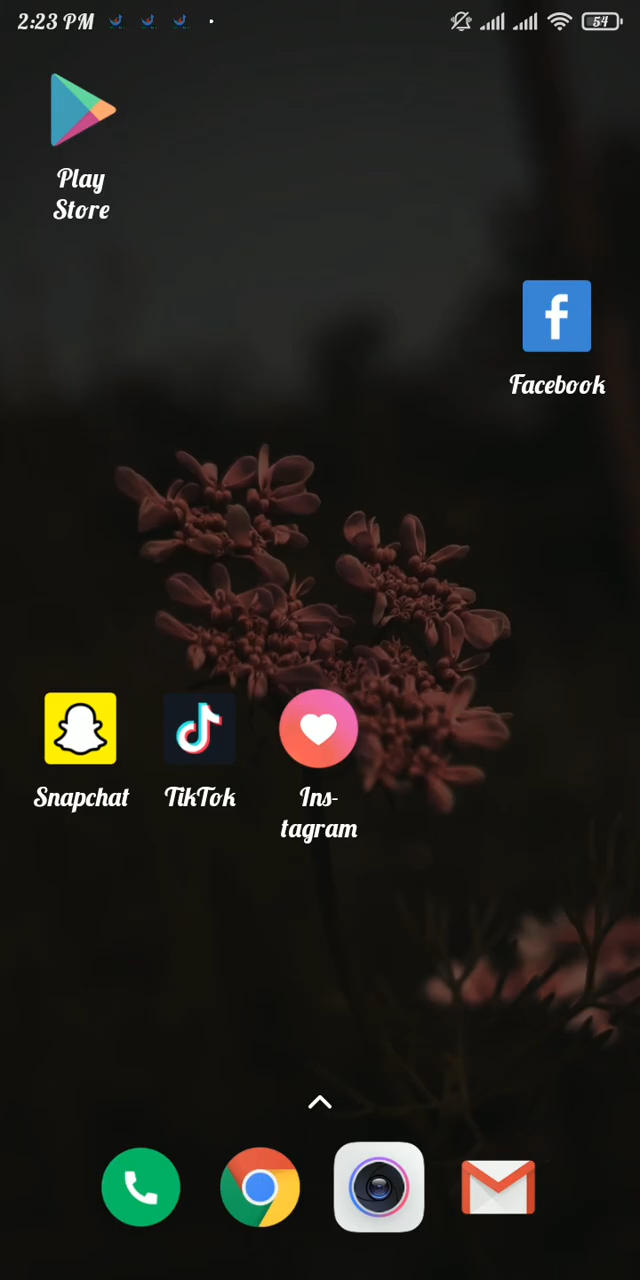 2:23 PM
54
Play
Store
f
Facebook
Snapchat
TikTok
Ins-
tagram